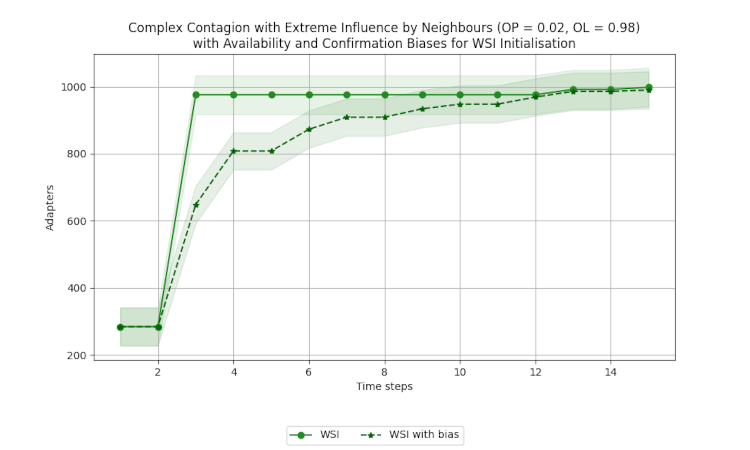 Complex Contagion with Extreme Influence by Neighbours (OP = 0.02, OL = 0.98)
with Availability and Confirmation Biases for WSI Initialisation
1000
800
600
400
200
Adapters
2 4 6 8 10 12 14
Time steps
WSI WSI with bias